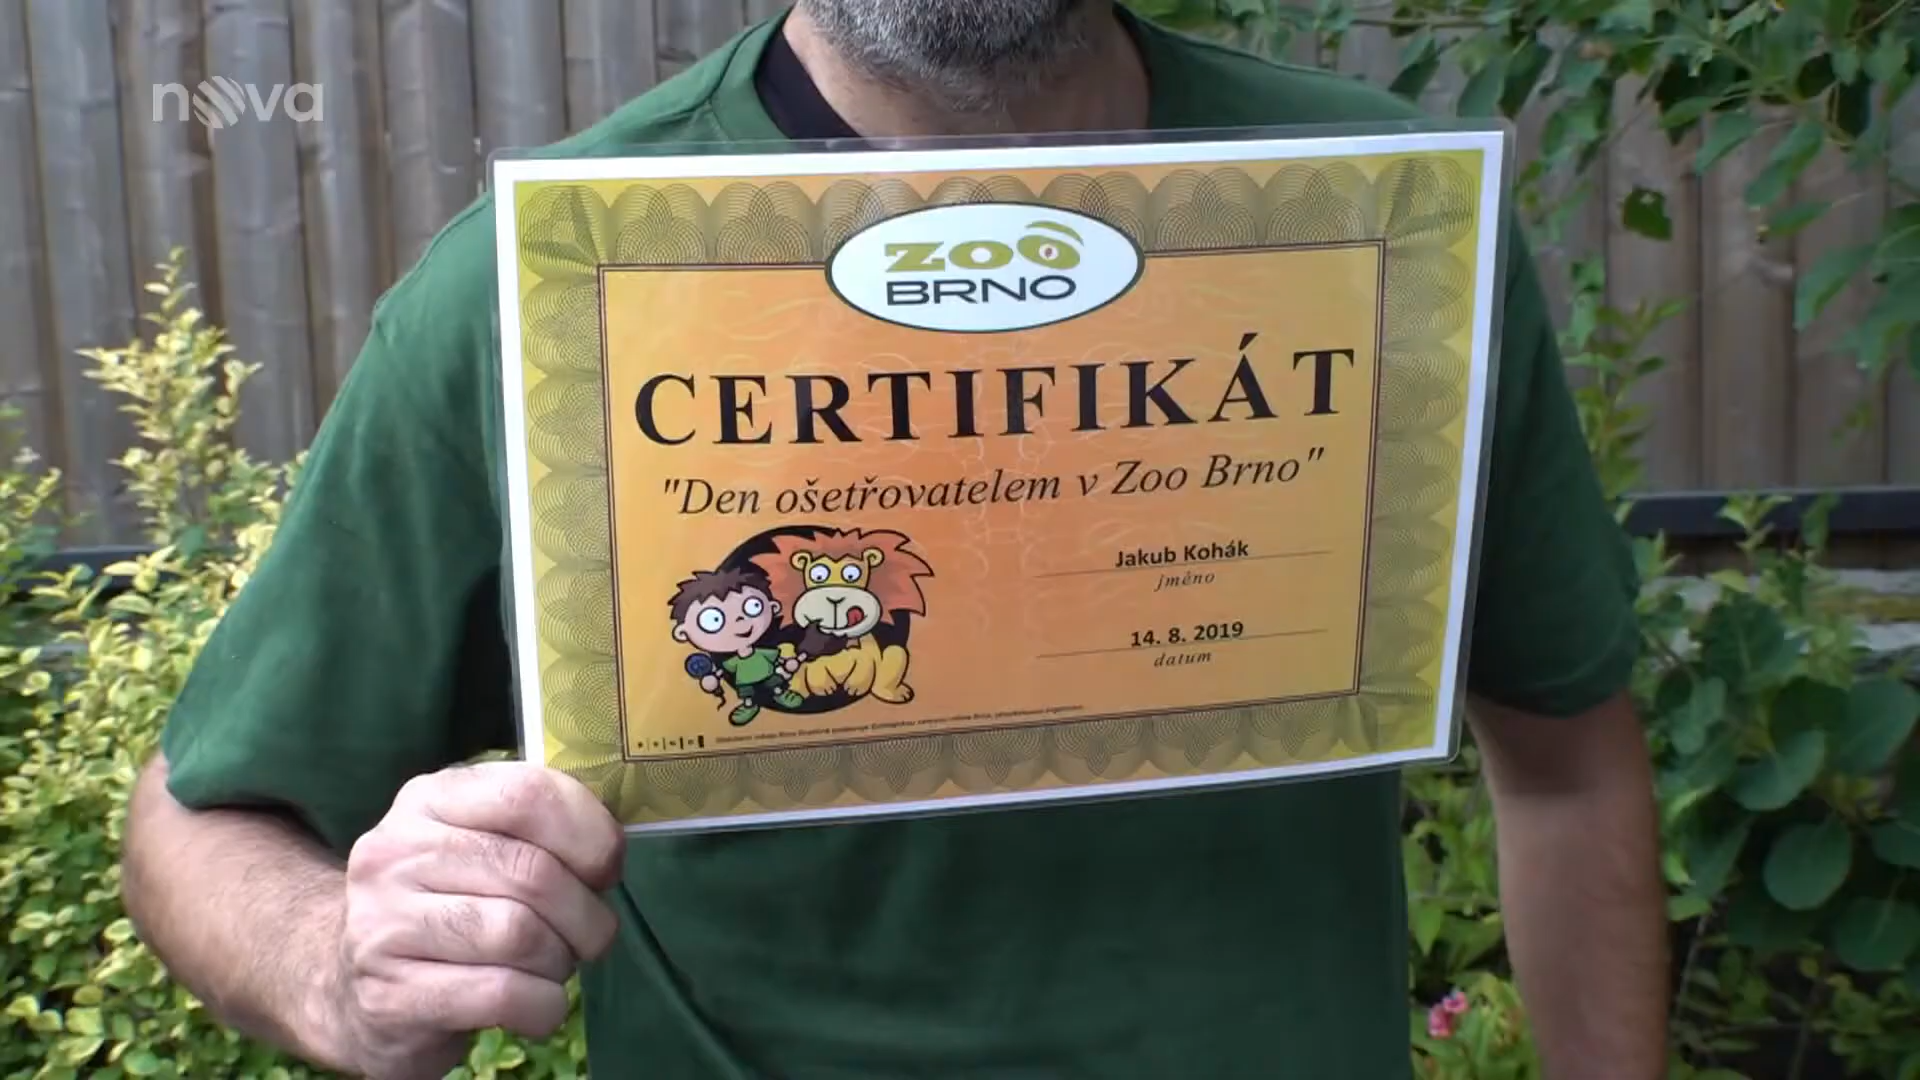 nova
ZOO
BRNO
CERTIFIKÁT
"Den ošetřovatelem v Zoo Brno"
Jakub Kohák
jméno
14. 8. 2019
datum